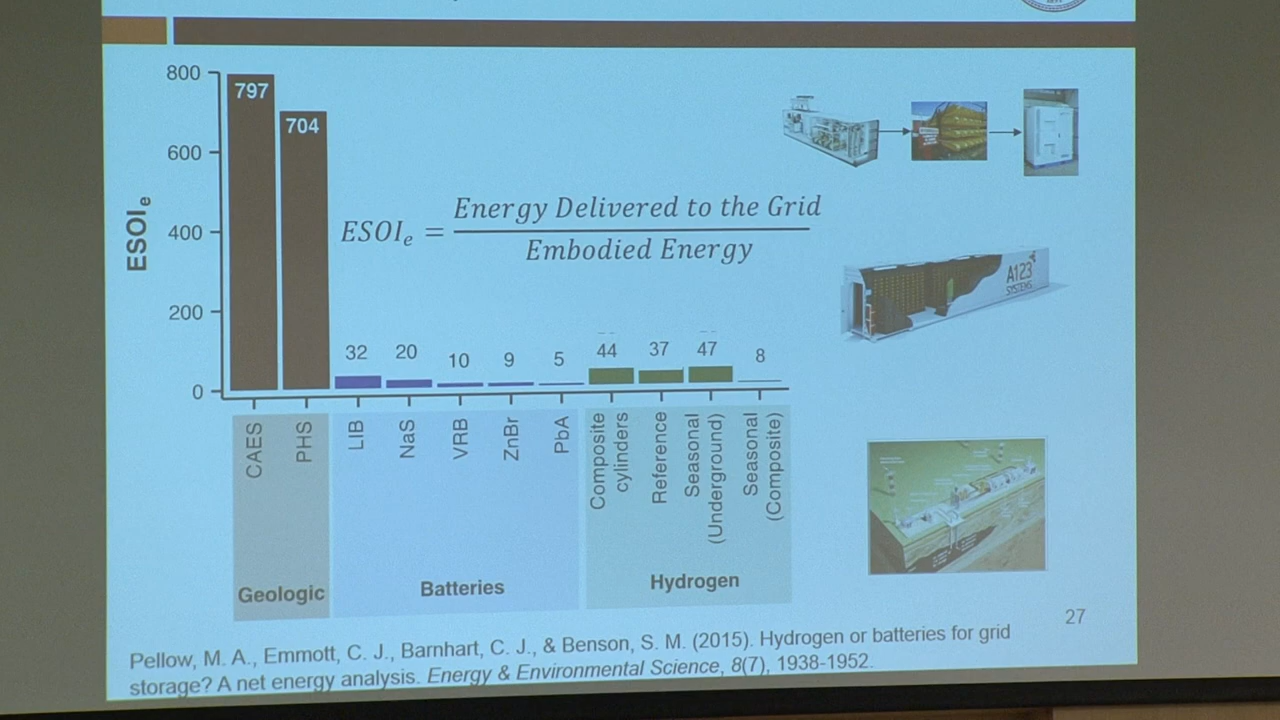 800
797
704
600
400
200
0
ESOIe
ESOIe = Energy Delivered to the Grid
Embodied Energy
32
20
10
9
5
44
37
47
8
CAES
PHS
LIB
NaS
VRB
ZnBr
PbA
Composite
cylinders
Reference
Seasonal
(Underground)
Seasonal
(Composite)
Geologic
Batteries
Hydrogen
A123
SYSTEMS
27
Pellow, M. A., Emmott, C. J., Barnhart, C. J., & Benson, S. M. (2015). Hydrogen or batteries for grid
storage? A net energy analysis. Energy & Environmental Science, 8(7), 1938-1952.